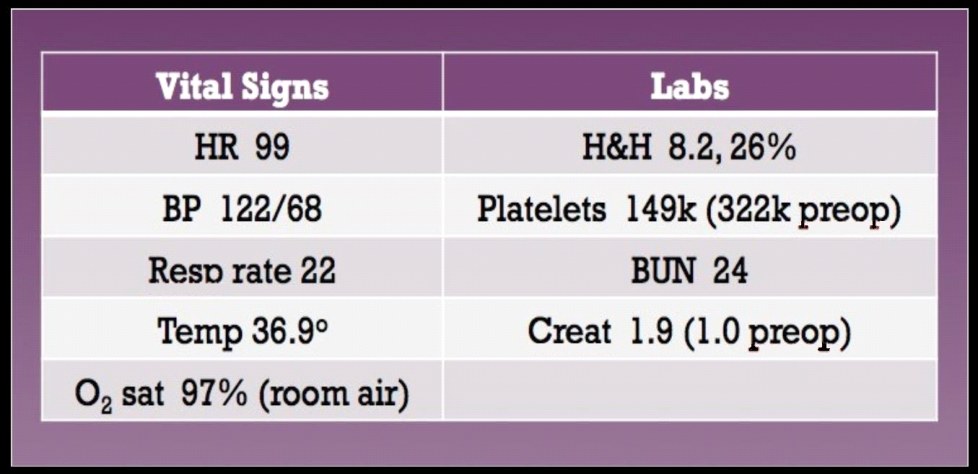 Vital Signs Labs
HR 99 H&H 8.2, 26%
BP 122/68 Platelets 149k (322k preop)
Resp rate 22 BUN 24
Temp 36.9° Creat 1.9 (1.0 preop)
O₂ sat 97% (room air)